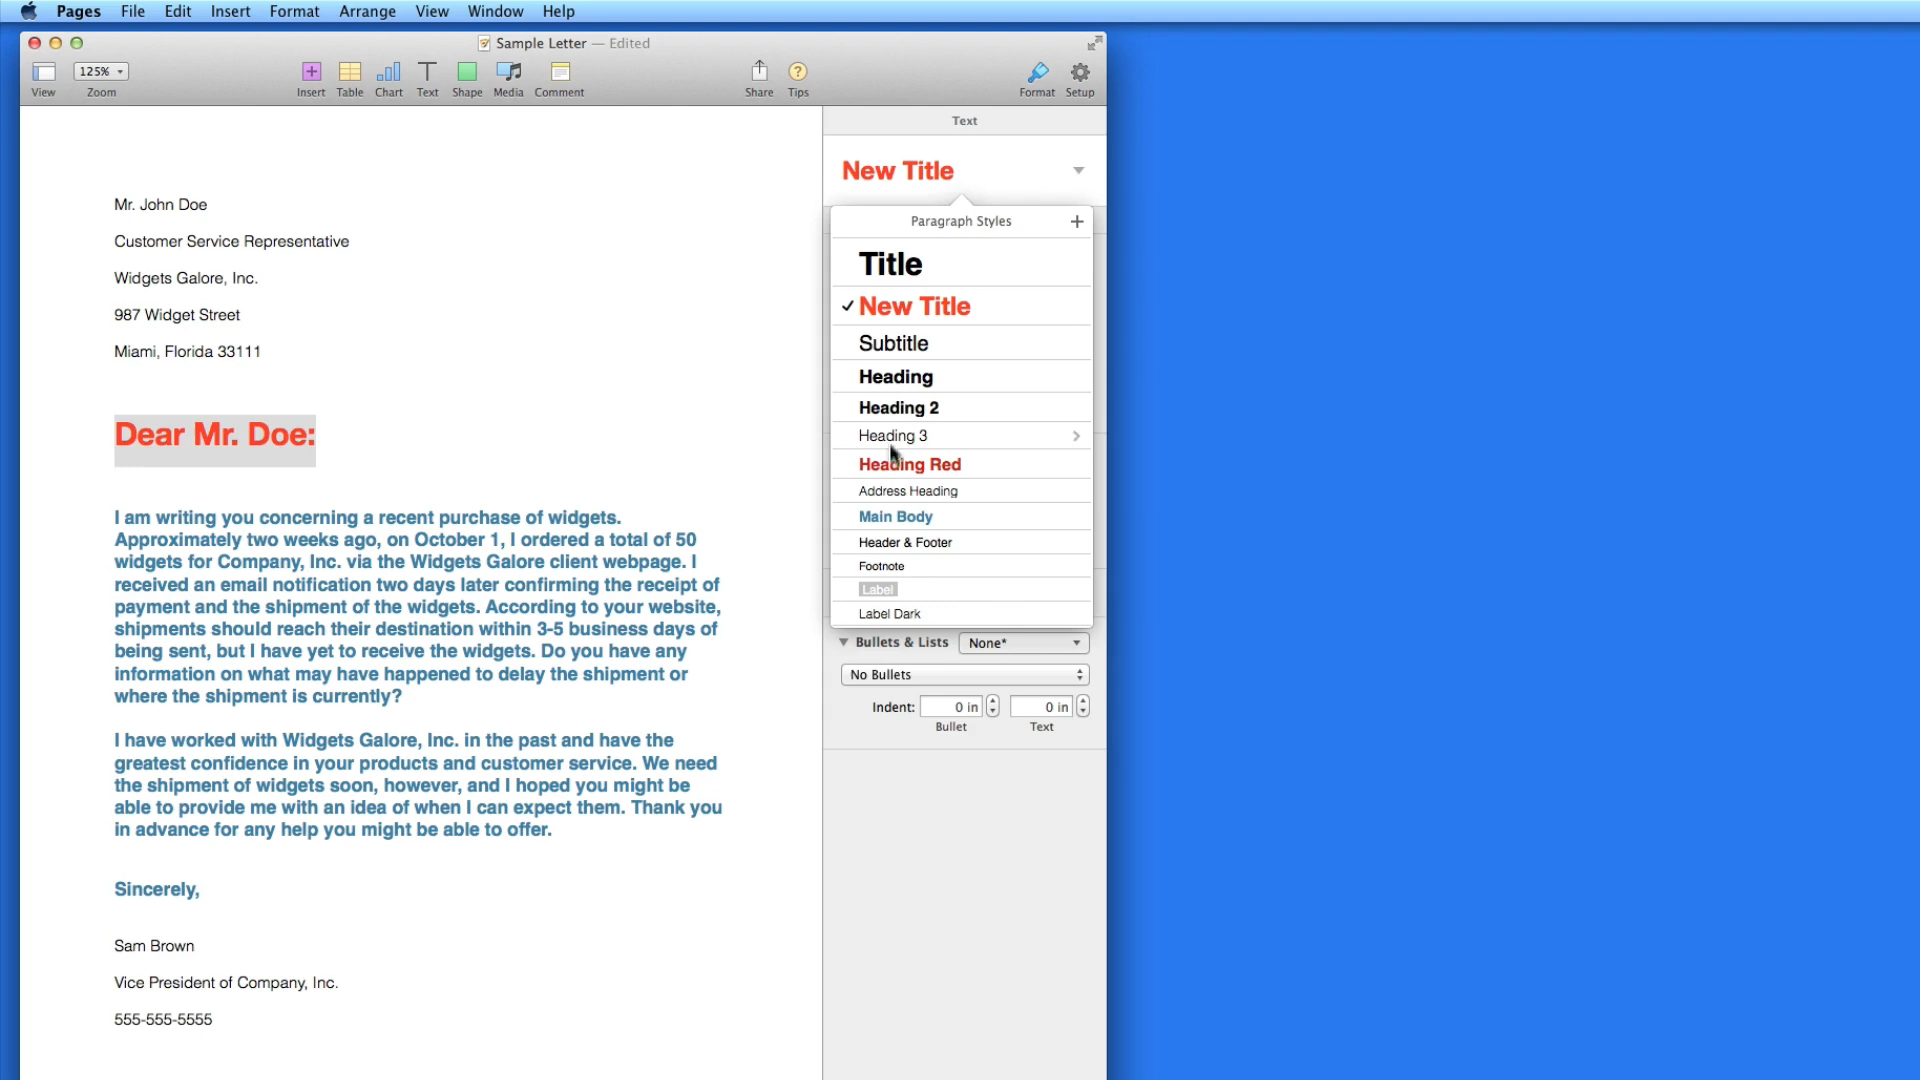 Pages File Edit Insert Format Arrange View Window Help
Sample Letter — Edited
125%
View Zoom Insert Table Chart Text Shape Media Comment Share Tips Format Setup
Text
New Title
Paragraph Styles +
Title
✓ New Title
Subtitle
Heading
Heading 2
Heading 3
Heading Red
Address Heading
Main Body
Header & Footer
Footnote
Label
Label Dark
Bullets & Lists None*
No Bullets
Indent: 0 in 0 in
Bullet Text
Mr. John Doe
Customer Service Representative
Widgets Galore, Inc.
987 Widget Street
Miami, Florida 33111
Dear Mr. Doe:
I am writing you concerning a recent purchase of widgets.
Approximately two weeks ago, on October 1, I ordered a total of 50
widgets for Company, Inc. via the Widgets Galore client webpage. I
received an email notification two days later confirming the receipt of
payment and the shipment of the widgets. According to your website,
shipments should reach their destination within 3-5 business days of
being sent, but I have yet to receive the widgets. Do you have any
information on what may have happened to delay the shipment or
where the shipment is currently?
I have worked with Widgets Galore, Inc. in the past and have the
greatest confidence in your products and customer service. We need
the shipment of widgets soon, however, and I hoped you might be
able to provide me with an idea of when I can expect them. Thank you
in advance for any help you might be able to offer.
Sincerely,
Sam Brown
Vice President of Company, Inc.
555-555-5555